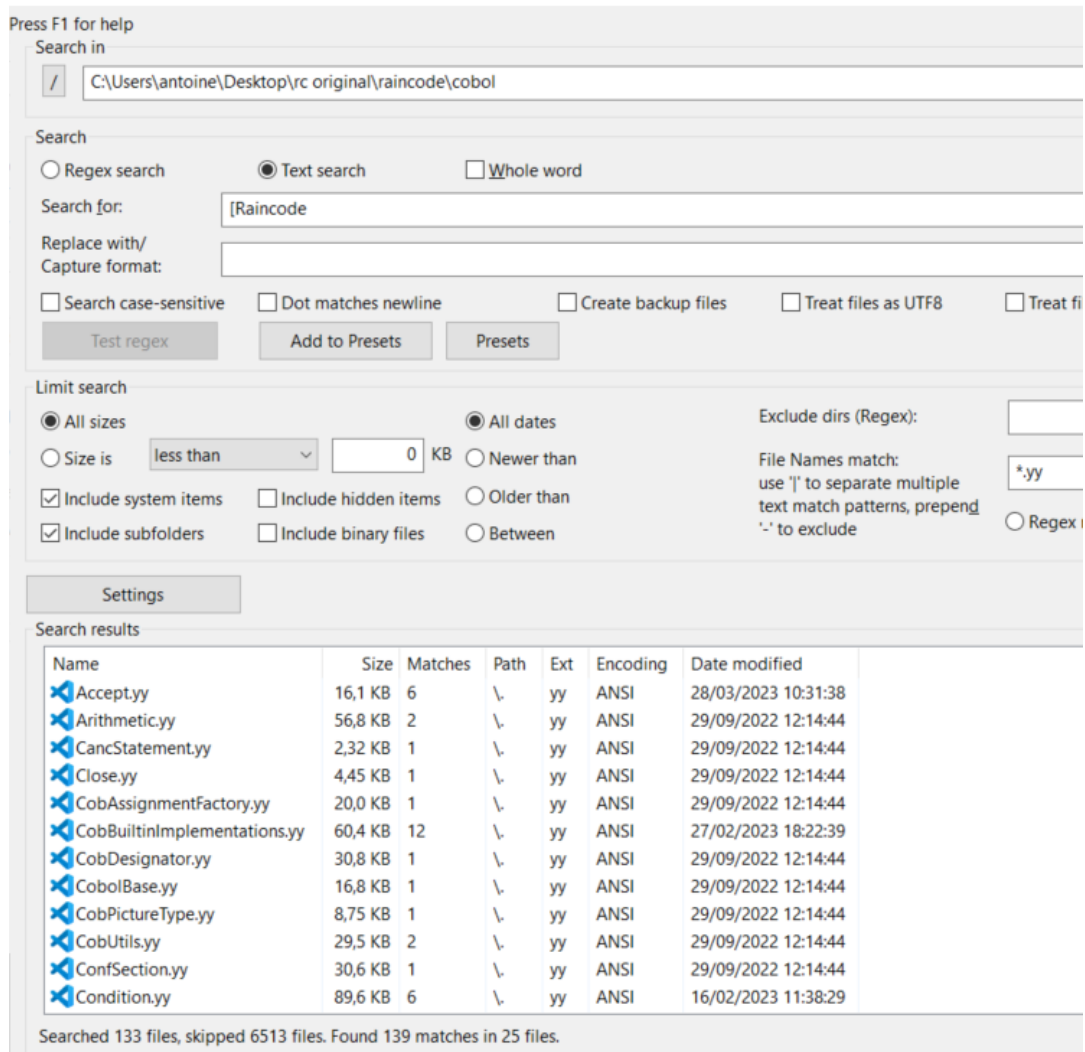 Press F1 for help
Search in
/ C:\Users\antoine\Desktop\rc original\raincode\cobol
Search
Regex search Text search Whole word
Search for: [Raincode
Replace with/
Capture format:
Search case-sensitive Dot matches newline Create backup files Treat files as UTF8 Treat fi
Test regex Add to Presets Presets
Limit search
All sizes All dates Exclude dirs (Regex):
Size is less than 0 KB Newer than
File Names match:
use '|' to separate multiple
text match patterns, prepend
'-' to exclude
*.yy
Include system items Include hidden items Older than
Include subfolders Include binary files Between Regex
Settings
Search results
Name Size Matches Path Ext Encoding Date modified
Accept.yy 16,1 KB 6 \. yy ANSI 28/03/2023 10:31:38
Arithmetic.yy 56,8 KB 2 \. yy ANSI 29/09/2022 12:14:44
CancStatement.yy 2,32 KB 1 \. yy ANSI 29/09/2022 12:14:44
Close.yy 4,45 KB 1 \. yy ANSI 29/09/2022 12:14:44
CobAssignmentFactory.yy 20,0 KB 1 \. yy ANSI 29/09/2022 12:14:44
CobBuiltinImplementations.yy 60,4 KB 12 \. yy ANSI 27/02/2023 18:22:39
CobDesignator.yy 30,8 KB 1 \. yy ANSI 29/09/2022 12:14:44
CobolBase.yy 16,8 KB 1 \. yy ANSI 29/09/2022 12:14:44
CobPictureType.yy 8,75 KB 1 \. yy ANSI 29/09/2022 12:14:44
CobUtils.yy 29,5 KB 2 \. yy ANSI 29/09/2022 12:14:44
ConfSection.yy 30,6 KB 1 \. yy ANSI 29/09/2022 12:14:44
Condition.yy 89,6 KB 6 \. yy ANSI 16/02/2023 11:38:29
Searched 133 files, skipped 6513 files. Found 139 matches in 25 files.